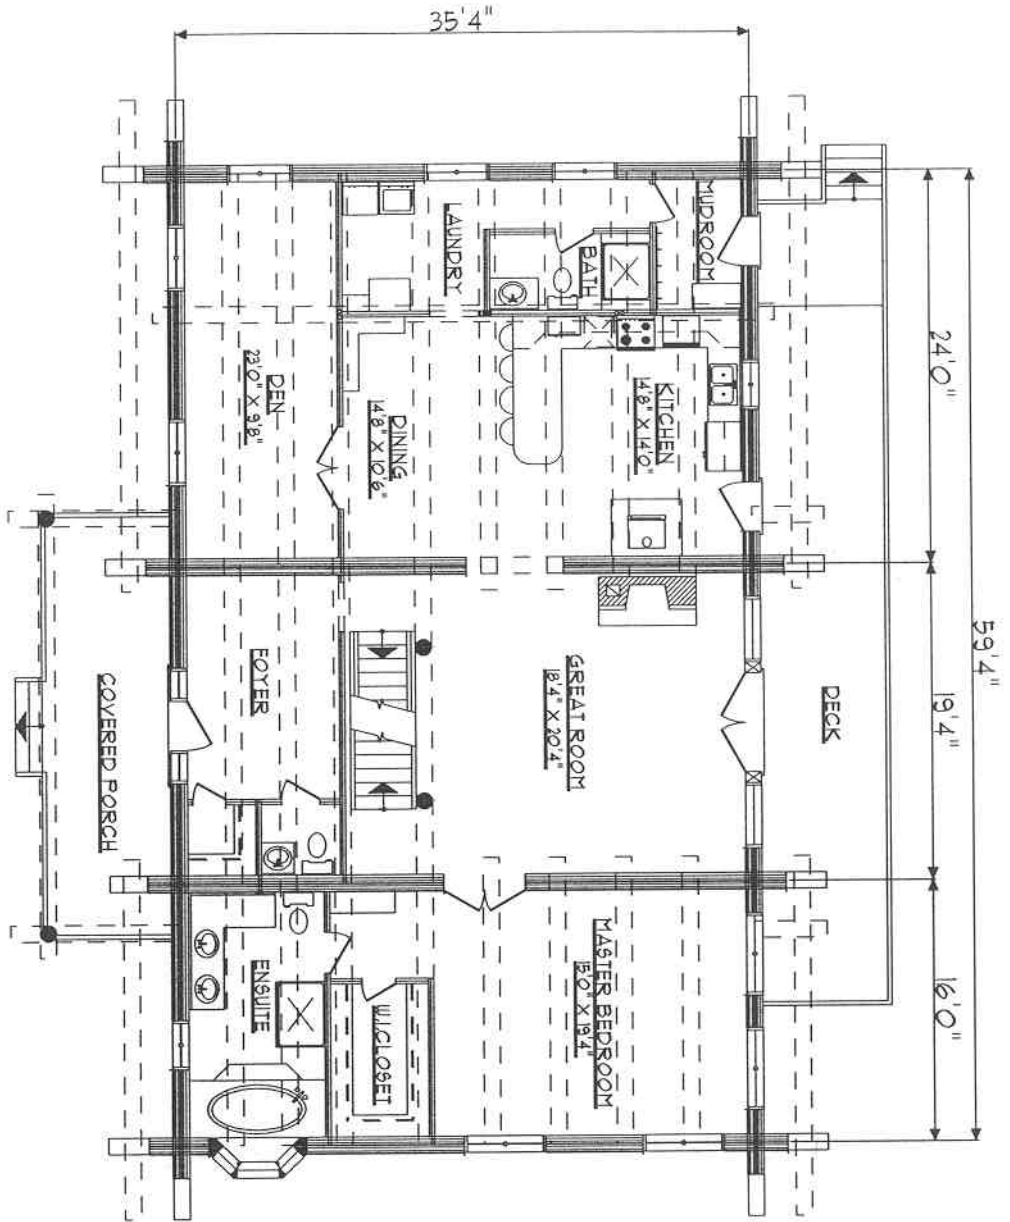 35'4"
MUDROOM
LAUNDRY
BATH
24'0"
DEN
23'0" X 9'8"
DINING
14'8" X 10'6"
KITCHEN
14'8" X 14'0"
59'4"
FOYER
GREAT ROOM
18'4" X 20'4"
DECK
19'4"
COVERED PORCH
ENSUITE
W.I.CLOSET
MASTER BEDROOM
15'0" X 19'4"
16'0"